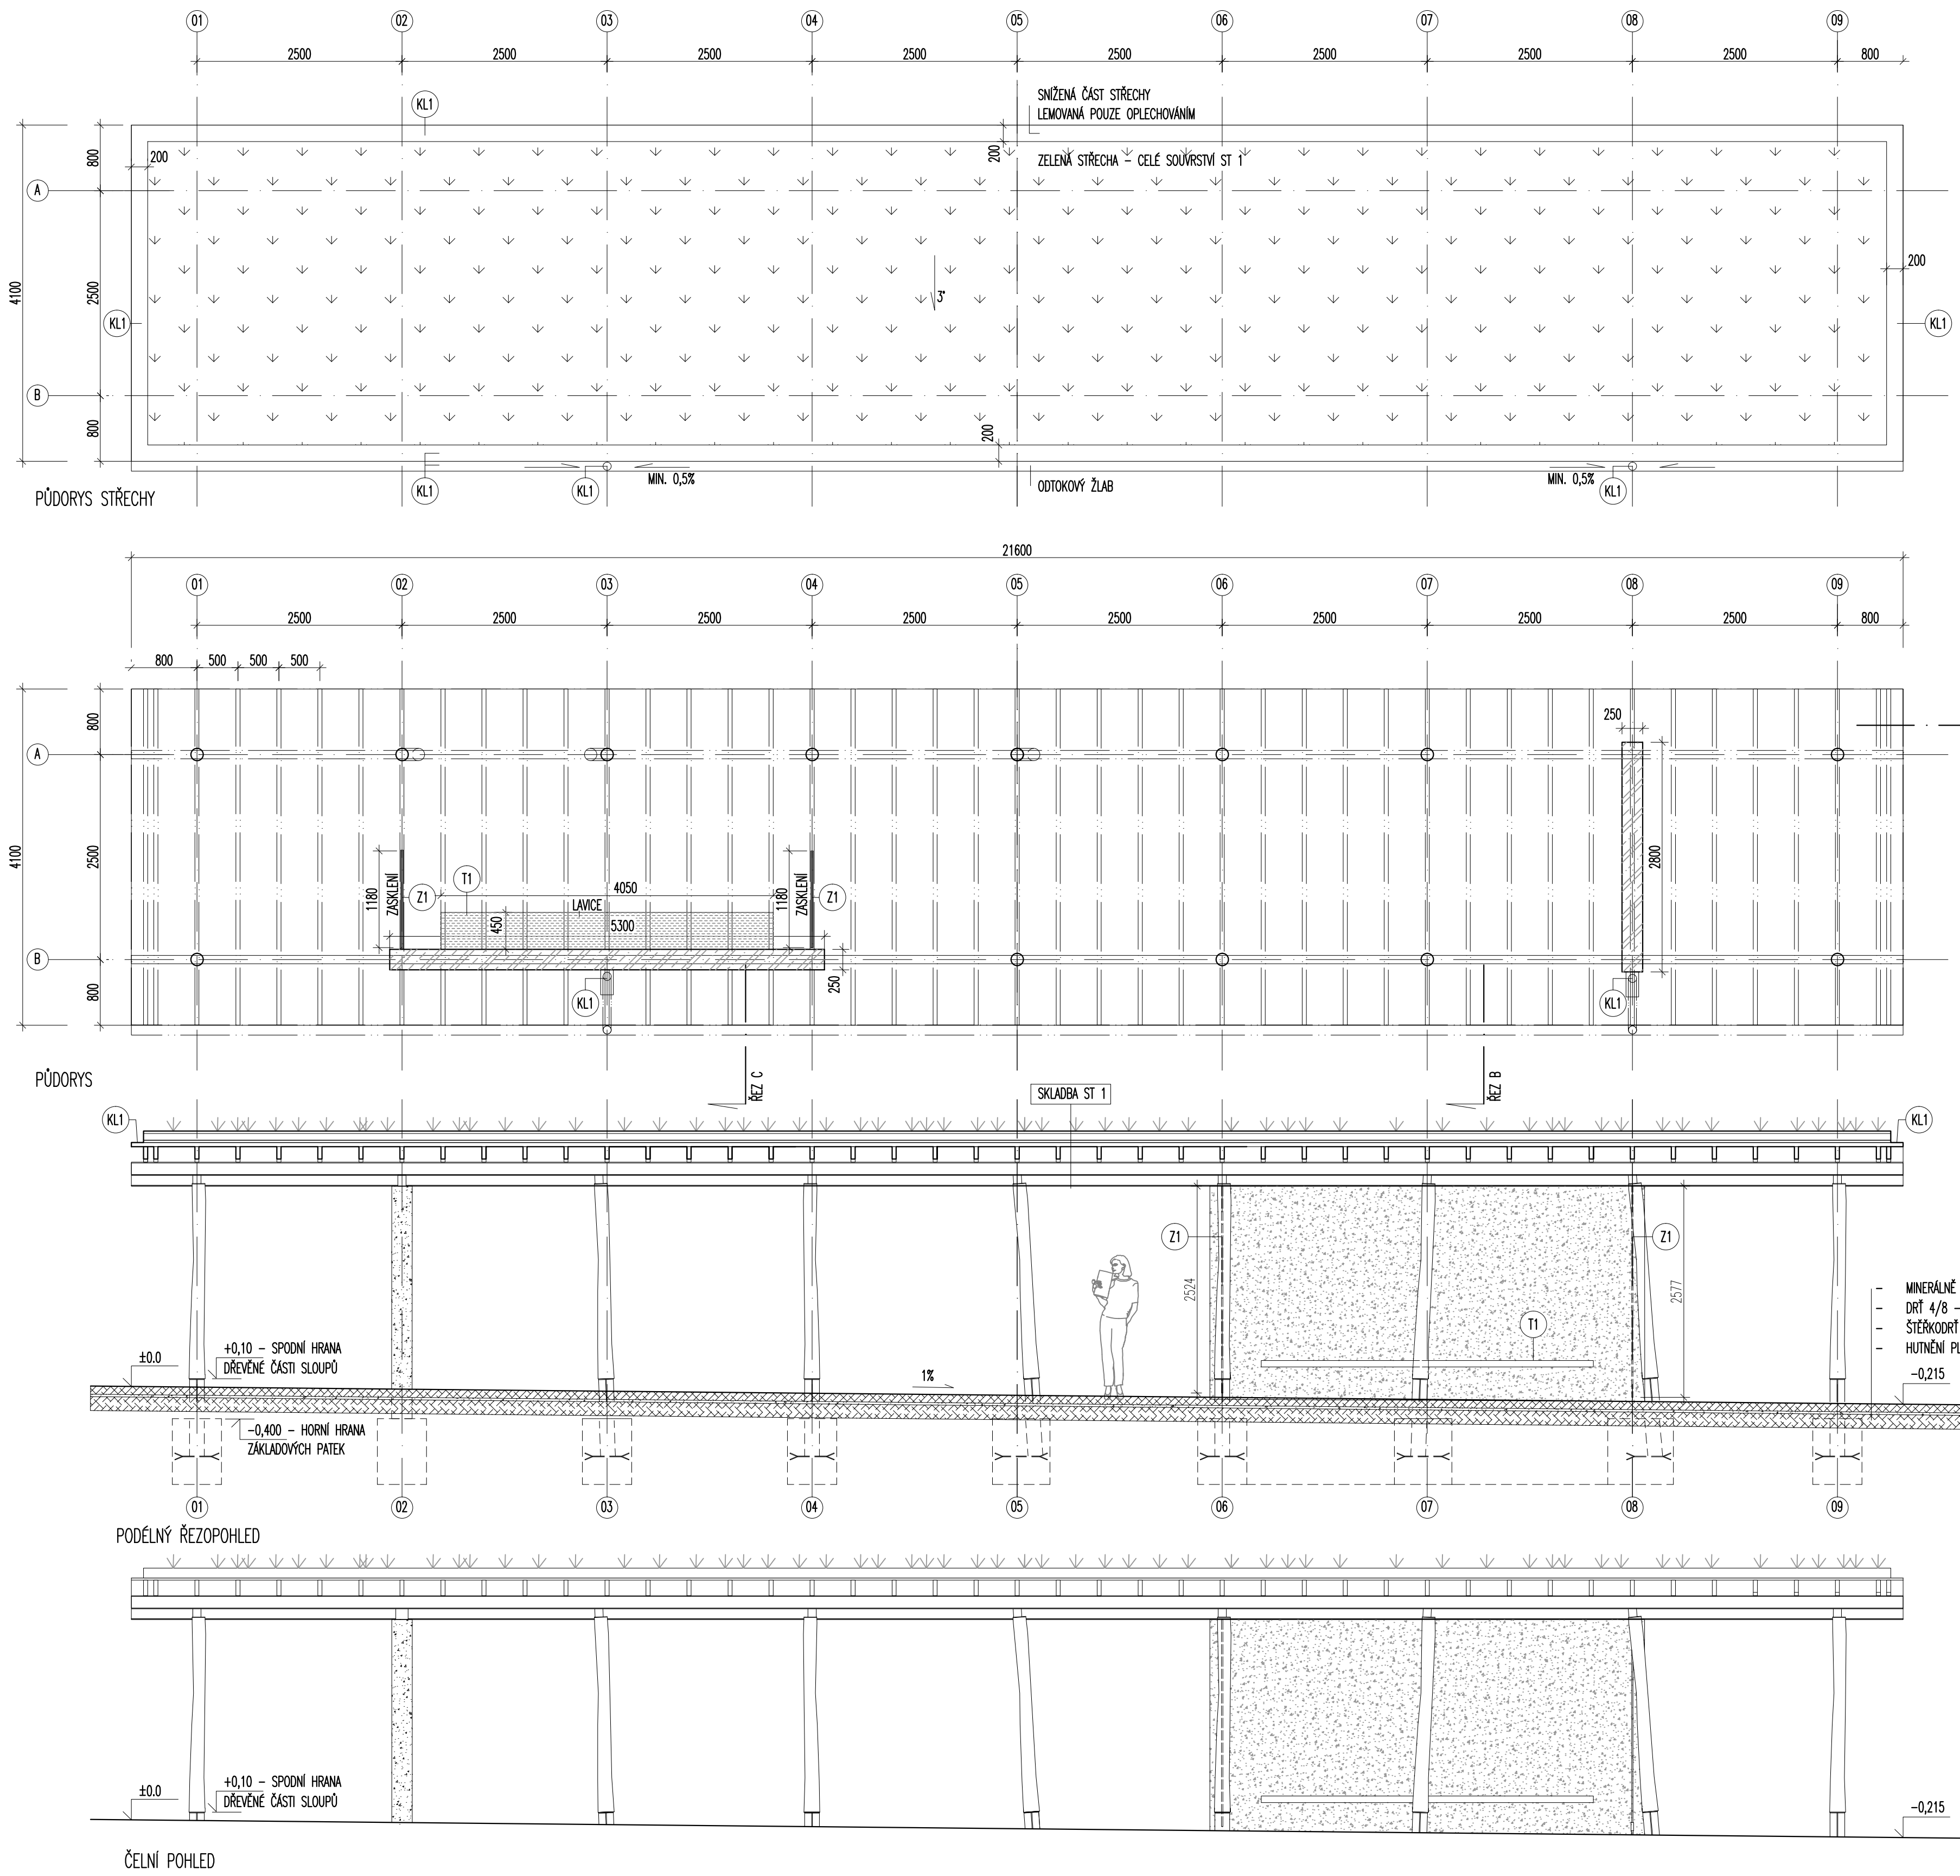 01 02 03 04 05 06 07 08 09
2500 2500 2500 2500 2500 2500 2500 2500 800
KL1
SNÍŽENÁ ČÁST STŘECHY
LEMOVANÁ POUZE OPLECHOVÁNÍM
800 200 200
ZELENÁ STŘECHA – CELÉ SOUVRSTVÍ ST 1
A
200
4100 2500 3°
KL1 KL1
B
800 200
MIN. 0,5% MIN. 0,5%
KL1 KL1 ODTOKOVÝ ŽLAB KL1
PŮDORYS STŘECHY
21600
01 02 03 04 05 06 07 08 09
2500 2500 2500 2500 2500 2500 2500 2500 800
800 500 500 500
800 250
A
4100 2500 2800
1180 ZASKLENÍ Z1 T1 4050 1180 ZASKLENÍ Z1
LAVICE
450 5300
B
800 KL1 250 KL1
PŮDORYS
ŘEZ C ŘEZ B
SKLADBA ST 1
KL1 KL1
Z1 Z1
2524 2577
T1
– MINERÁLNĚ
– DRŤ 4/8 –
– ŠTĚRKODRŤ
– HUTNĚNÍ PL
±0.0
+0,10 – SPODNÍ HRANA
DŘEVĚNÉ ČÁSTI SLOUPŮ
1%
–0,215
–0,400 – HORNÍ HRANA
ZÁKLADOVÝCH PATEK
01 02 03 04 05 06 07 08 09
PODÉLNÝ ŘEZOPOHLED
±0.0
+0,10 – SPODNÍ HRANA
DŘEVĚNÉ ČÁSTI SLOUPŮ
–0,215
ČELNÍ POHLED